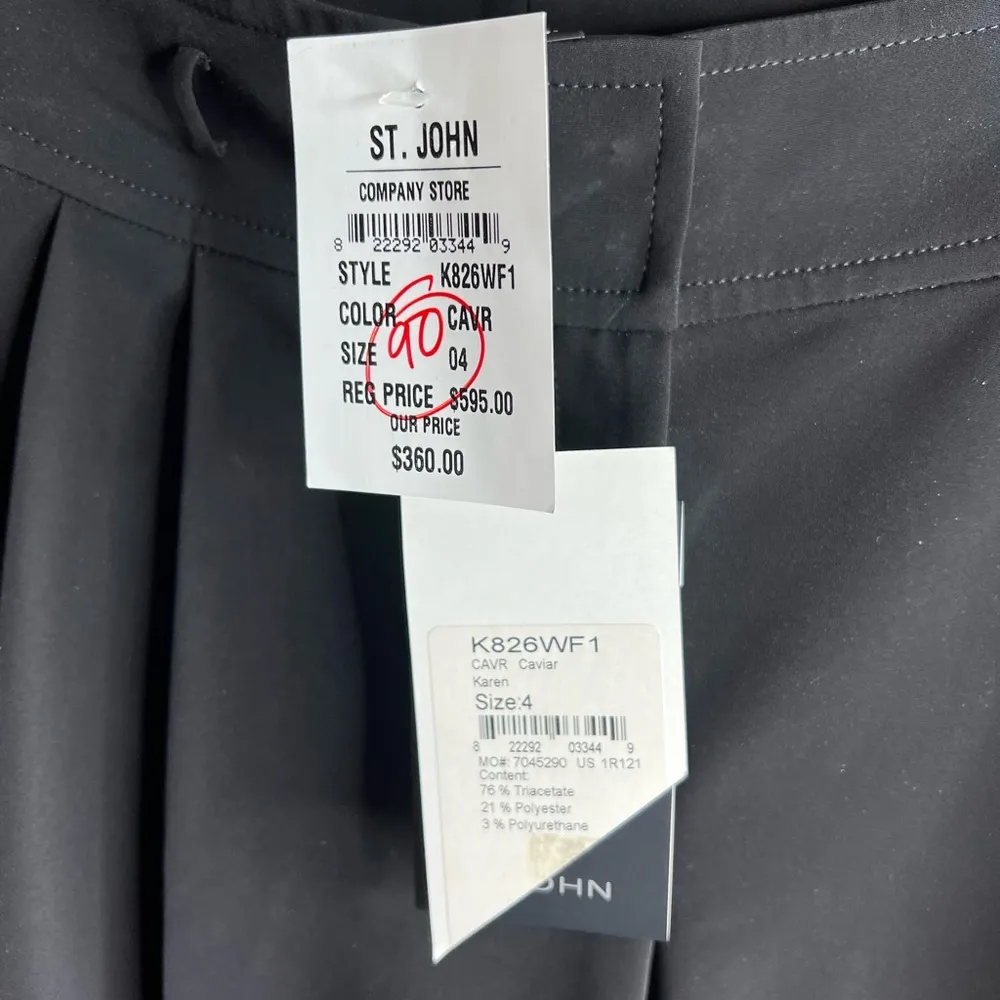 ST. JOHN
COMPANY STORE
8 22292 03344 9
STYLE K826WF1
COLOR CAVR
90
SIZE 04
REG PRICE $595.00
OUR PRICE
$360.00
K826WF1
CAVR Caviar
Karen
Size:4
8 22292 03344 9
MO#: 7045290 US 1R121
Content:
76 % Triacetate
21 % Polyester
3 % Polyurethane
OHN